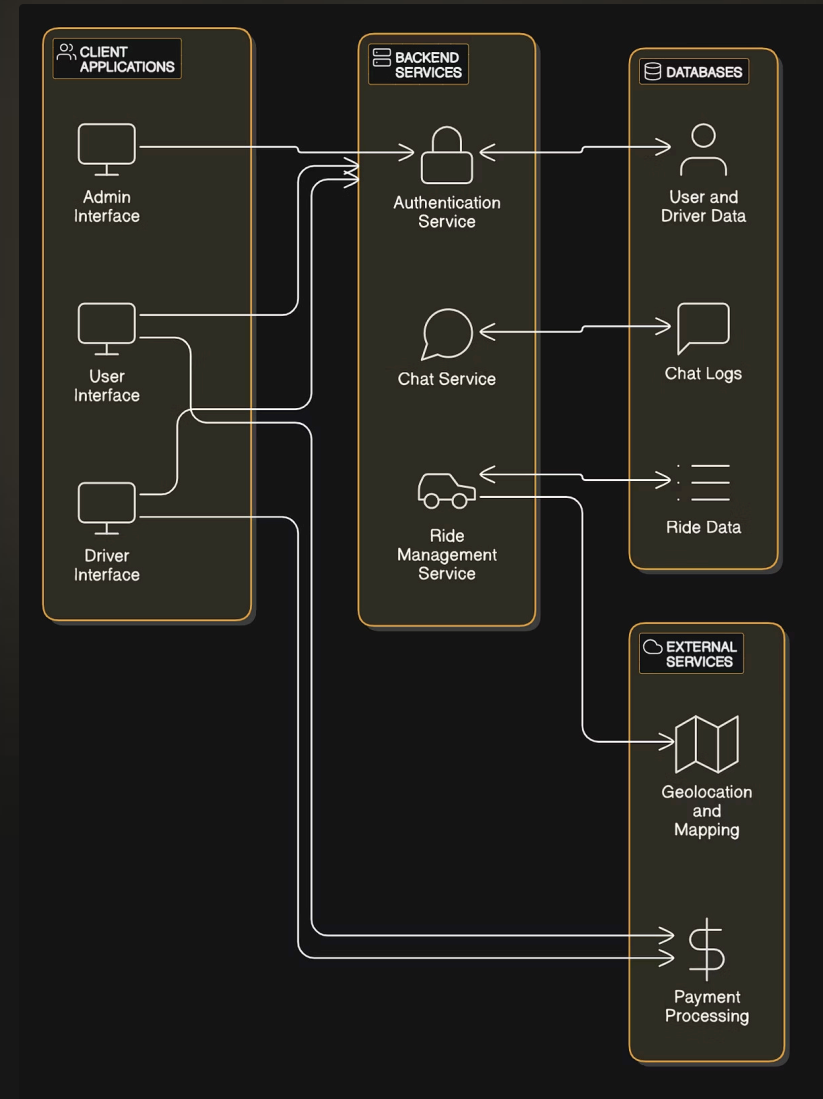 CLIENT
APPLICATIONS
Admin
Interface
User
Interface
Driver
Interface
BACKEND
SERVICES
Authentication
Service
Chat Service
Ride
Management
Service
DATABASES
User and
Driver Data
Chat Logs
Ride Data
EXTERNAL
SERVICES
Geolocation
and
Mapping
Payment
Processing